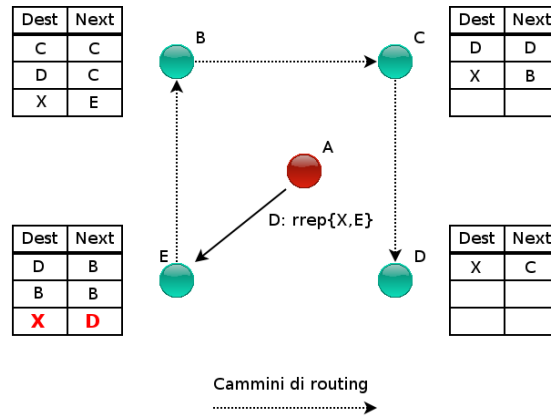 Dest Next
C C
D C
X E
B
C
Dest Next
D D
X B
A
D: rrep{X,E}
Dest Next
D B
B B
X D
E
D
Dest Next
X C
Cammini di routing